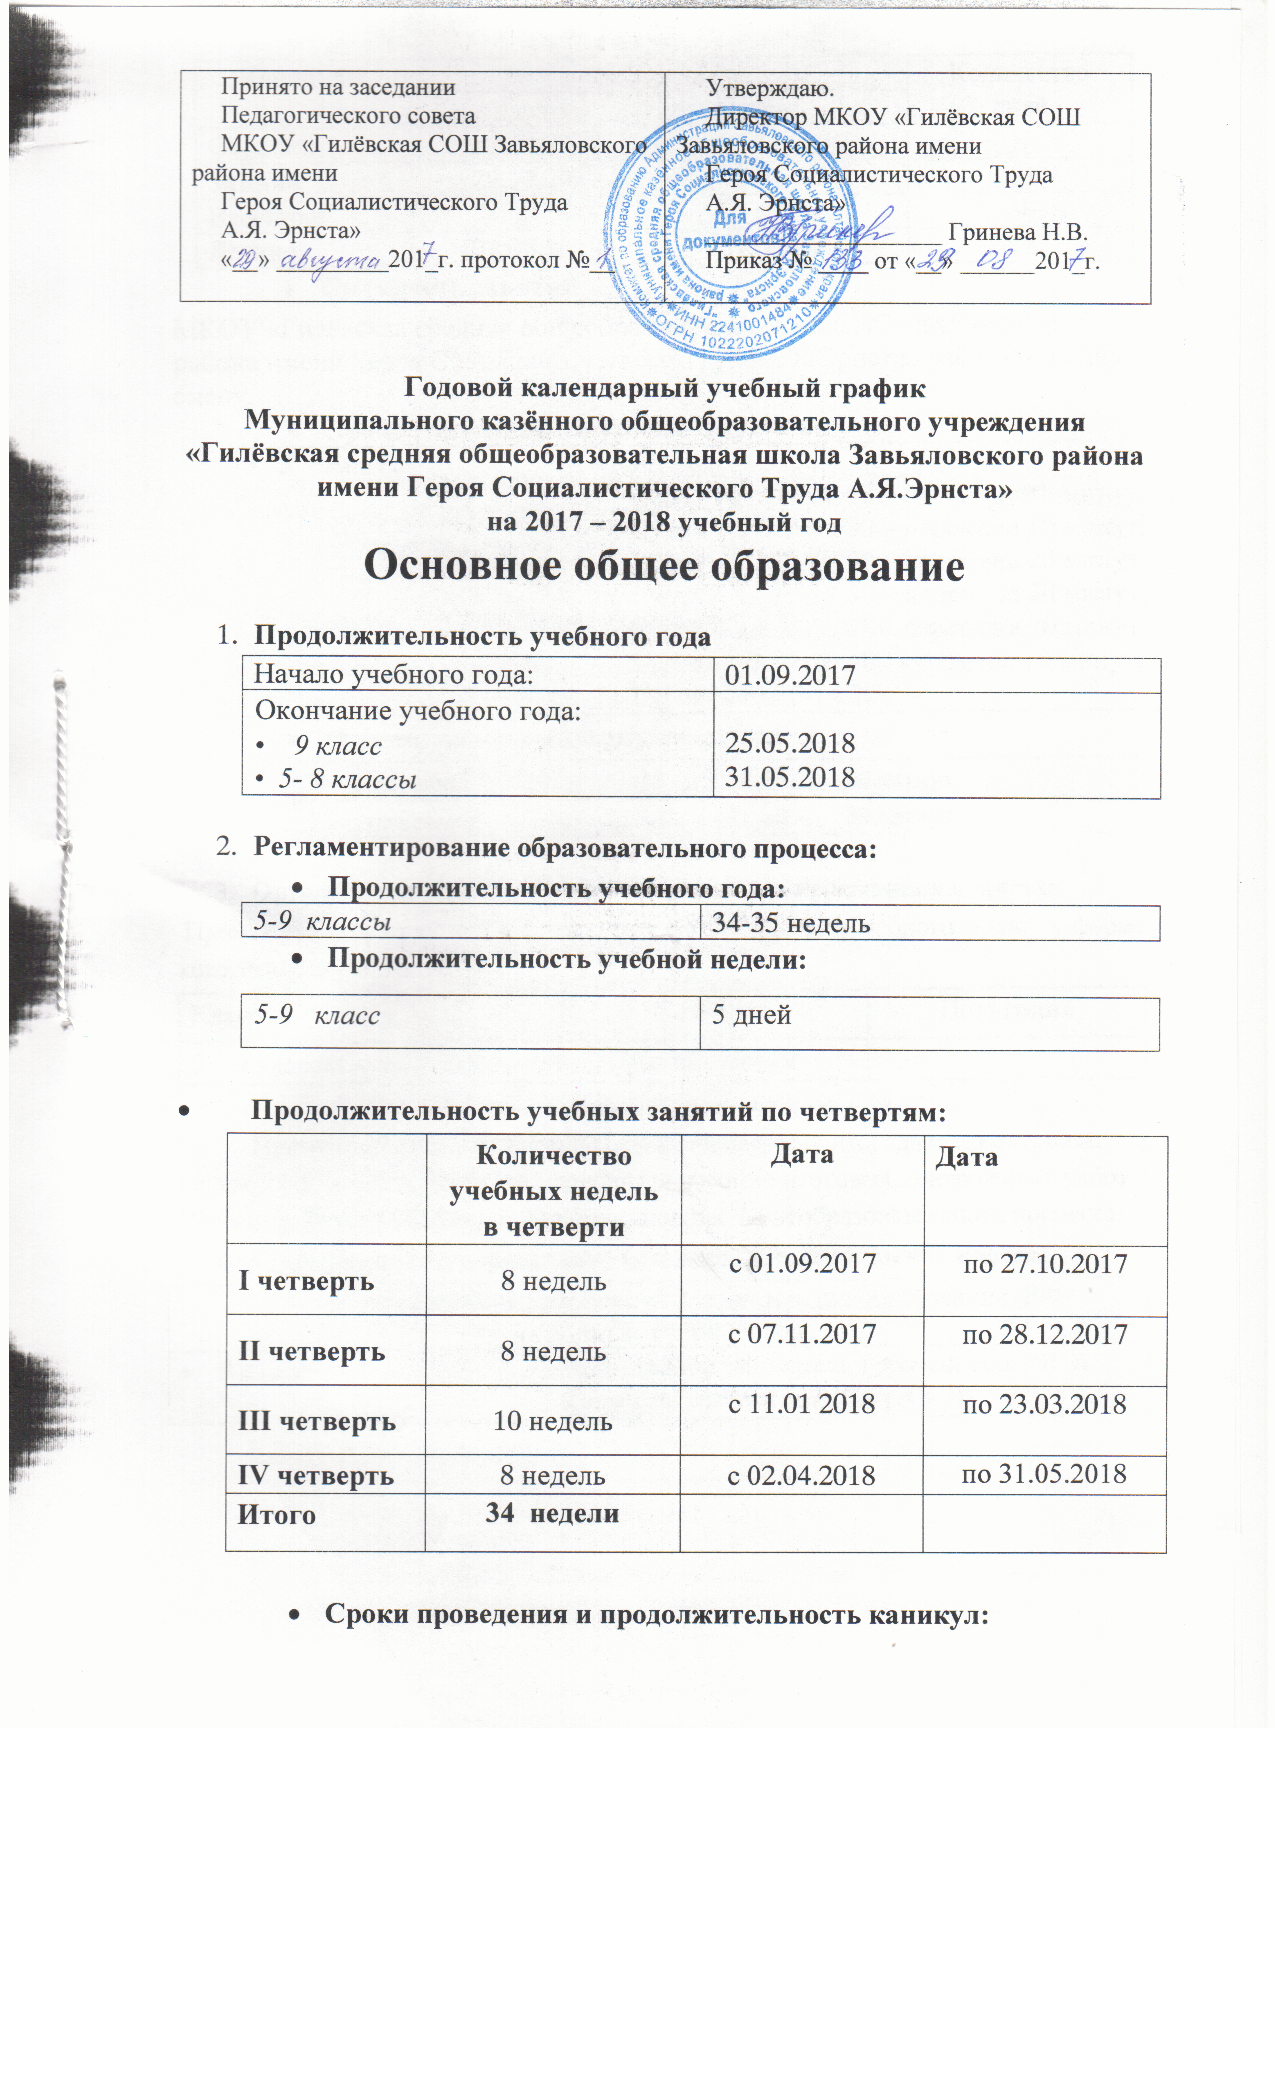 Принято на заседании
Педагогического совета
МКОУ «Гилёвская СОШ Завьяловского
района имени
Героя Социалистического Труда
А.Я. Эрнста»
«29» августа 2017 г. протокол № 1
Утверждаю.
Директор МКОУ «Гилёвская СОШ
Завьяловского района имени
Героя Социалистического Труда
А.Я. Эрнста»
Гринева Н.В.
Приказ № 133 от «29» 08 2017 г.
Для
документов
ИНН 2241001484
ОГРН 1022202071210
Годовой календарный учебный график
Муниципального казённого общеобразовательного учреждения
«Гилёвская средняя общеобразовательная школа Завьяловского района
имени Героя Социалистического Труда А.Я.Эрнста»
на 2017 – 2018 учебный год
Основное общее образование
1. Продолжительность учебного года
Начало учебного года: 01.09.2017
Окончание учебного года:
• 9 класс 25.05.2018
• 5- 8 классы 31.05.2018
2. Регламентирование образовательного процесса:
• Продолжительность учебного года:
5-9 классы 34-35 недель
• Продолжительность учебной недели:
5-9 класс 5 дней
• Продолжительность учебных занятий по четвертям:
Количество Дата Дата
учебных недель
в четверти
I четверть 8 недель с 01.09.2017 по 27.10.2017
II четверть 8 недель с 07.11.2017 по 28.12.2017
III четверть 10 недель с 11.01 2018 по 23.03.2018
IV четверть 8 недель с 02.04.2018 по 31.05.2018
Итого 34 недели
• Сроки проведения и продолжительность каникул: